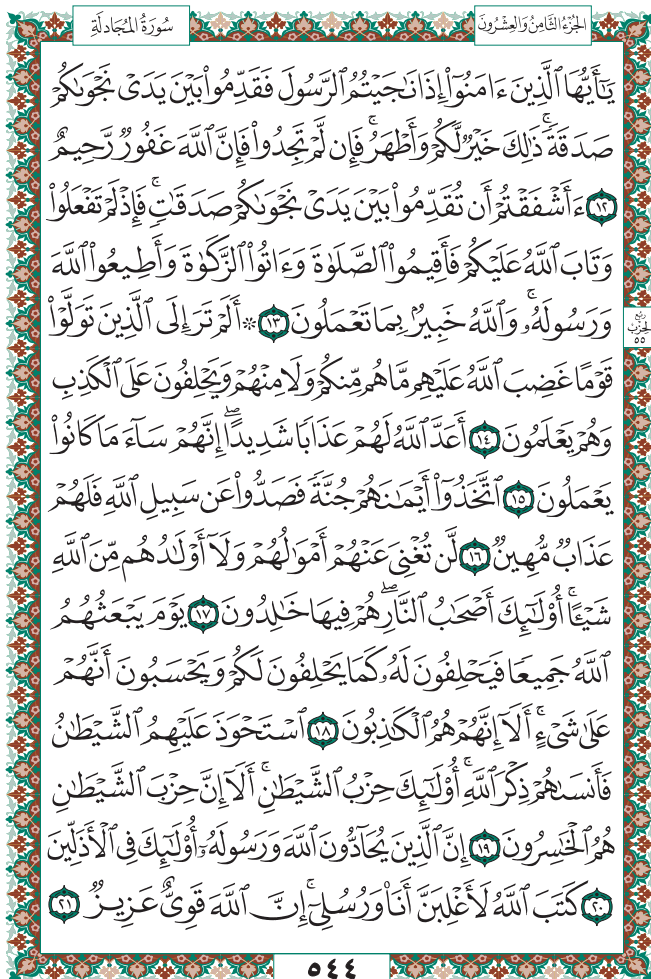 الجُزْءُ الثَّامِنُ وَالعِشْرُونَ
سُورَةُ المُجَادلَةِ
يَٰٓأَيُّهَا ٱلَّذِينَ ءَامَنُوٓاْ إِذَا نَٰجَيۡتُمُ ٱلرَّسُولَ فَقَدِّمُواْ بَيۡنَ يَدَيۡ نَجۡوَىٰكُمۡ
صَدَقَةٗۚ ذَٰلِكَ خَيۡرٞ لَّكُمۡ وَأَطۡهَرُۚ فَإِن لَّمۡ تَجِدُواْ فَإِنَّ ٱللَّهَ غَفُورٞ رَّحِيمٌ
١٢ ءَأَشۡفَقۡتُمۡ أَن تُقَدِّمُواْ بَيۡنَ يَدَيۡ نَجۡوَىٰكُمۡ صَدَقَٰتٖۚ فَإِذۡ لَمۡ تَفۡعَلُواْ
وَتَابَ ٱللَّهُ عَلَيۡكُمۡ فَأَقِيمُواْ ٱلصَّلَوٰةَ وَءَاتُواْ ٱلزَّكَوٰةَ وَأَطِيعُواْ ٱللَّهَ
وَرَسُولَهُۥۚ وَٱللَّهُ خَبِيرُۢ بِمَا تَعۡمَلُونَ ١٣ ۞ أَلَمۡ تَرَ إِلَى ٱلَّذِينَ تَوَلَّوۡاْ
قَوۡمًا غَضِبَ ٱللَّهُ عَلَيۡهِم مَّا هُم مِّنكُمۡ وَلَا مِنۡهُمۡ وَيَحۡلِفُونَ عَلَى ٱلۡكَذِبِ
وَهُمۡ يَعۡلَمُونَ ١٤ أَعَدَّ ٱللَّهُ لَهُمۡ عَذَابٗا شَدِيدًاۖ إِنَّهُمۡ سَآءَ مَا كَانُواْ
يَعۡمَلُونَ ١٥ ٱتَّخَذُوٓاْ أَيۡمَٰنَهُمۡ جُنَّةٗ فَصَدُّواْ عَن سَبِيلِ ٱللَّهِ فَلَهُمۡ
عَذَابٞ مُّهِينٞ ١٦ لَّن تُغۡنِيَ عَنۡهُمۡ أَمۡوَٰلُهُمۡ وَلَآ أَوۡلَٰدُهُم مِّنَ ٱللَّهِ
شَيۡـًٔاۚ أُوْلَٰٓئِكَ أَصۡحَٰبُ ٱلنَّارِۖ هُمۡ فِيهَا خَٰلِدُونَ ١٧ يَوۡمَ يَبۡعَثُهُمُ
ٱللَّهُ جَمِيعٗا فَيَحۡلِفُونَ لَهُۥ كَمَا يَحۡلِفُونَ لَكُمۡ وَيَحۡسَبُونَ أَنَّهُمۡ
عَلَىٰ شَيۡءٍۚ أَلَآ إِنَّهُمۡ هُمُ ٱلۡكَٰذِبُونَ ١٨ ٱسۡتَحۡوَذَ عَلَيۡهِمُ ٱلشَّيۡطَٰنُ
فَأَنسَىٰهُمۡ ذِكۡرَ ٱللَّهِۚ أُوْلَٰٓئِكَ حِزۡبُ ٱلشَّيۡطَٰنِۚ أَلَآ إِنَّ حِزۡبَ ٱلشَّيۡطَٰنِ
هُمُ ٱلۡخَٰسِرُونَ ١٩ إِنَّ ٱلَّذِينَ يُحَآدُّونَ ٱللَّهَ وَرَسُولَهُۥٓ أُوْلَٰٓئِكَ فِي ٱلۡأَذَلِّينَ
٢٠ كَتَبَ ٱللَّهُ لَأَغۡلِبَنَّ أَنَا۠ وَرُسُلِيٓۚ إِنَّ ٱللَّهَ قَوِيٌّ عَزِيزٞ ٢١
ربع
الحزب
٥٥
٥٤٤